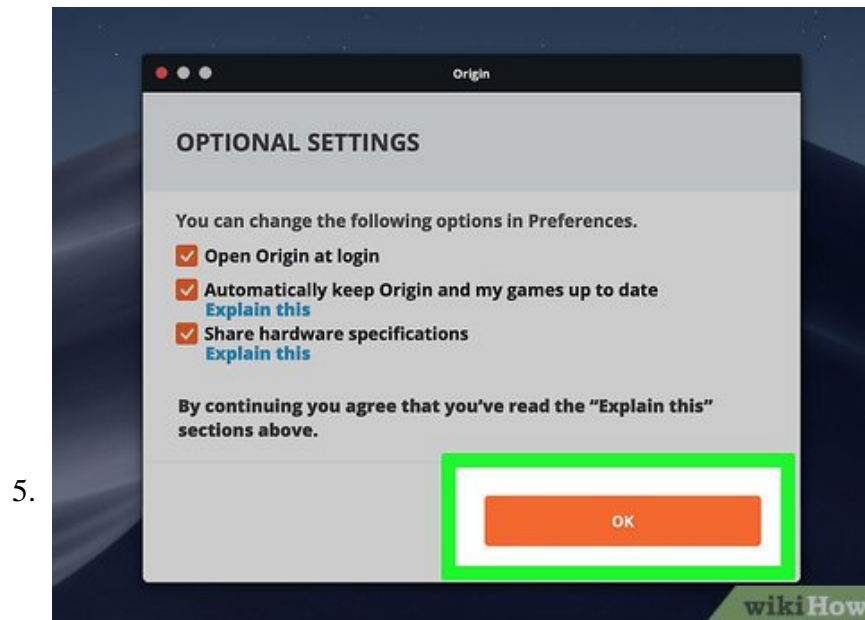 Origin
OPTIONAL SETTINGS
You can change the following options in Preferences.
Open Origin at login
Automatically keep Origin and my games up to date
Explain this
Share hardware specifications
Explain this
By continuing you agree that you’ve read the “Explain this”
sections above.
5.
OK
wikiHow